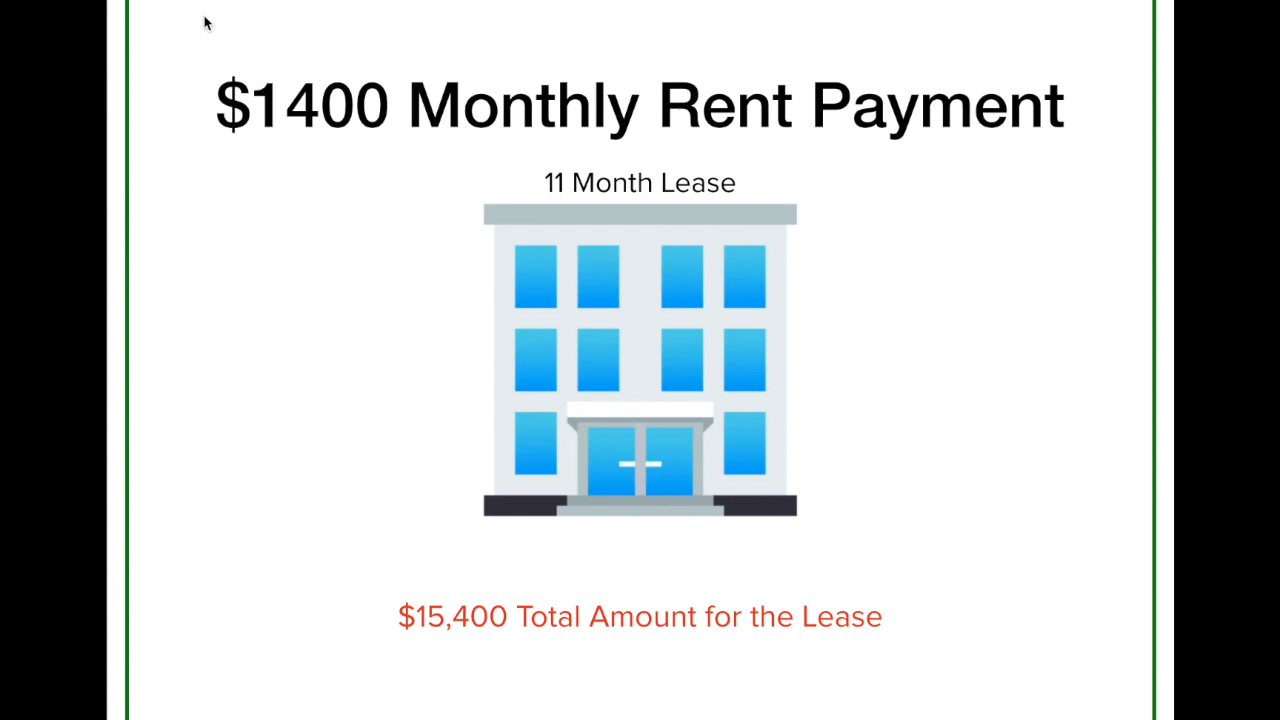 $1400 Monthly Rent Payment
11 Month Lease
$15,400 Total Amount for the Lease